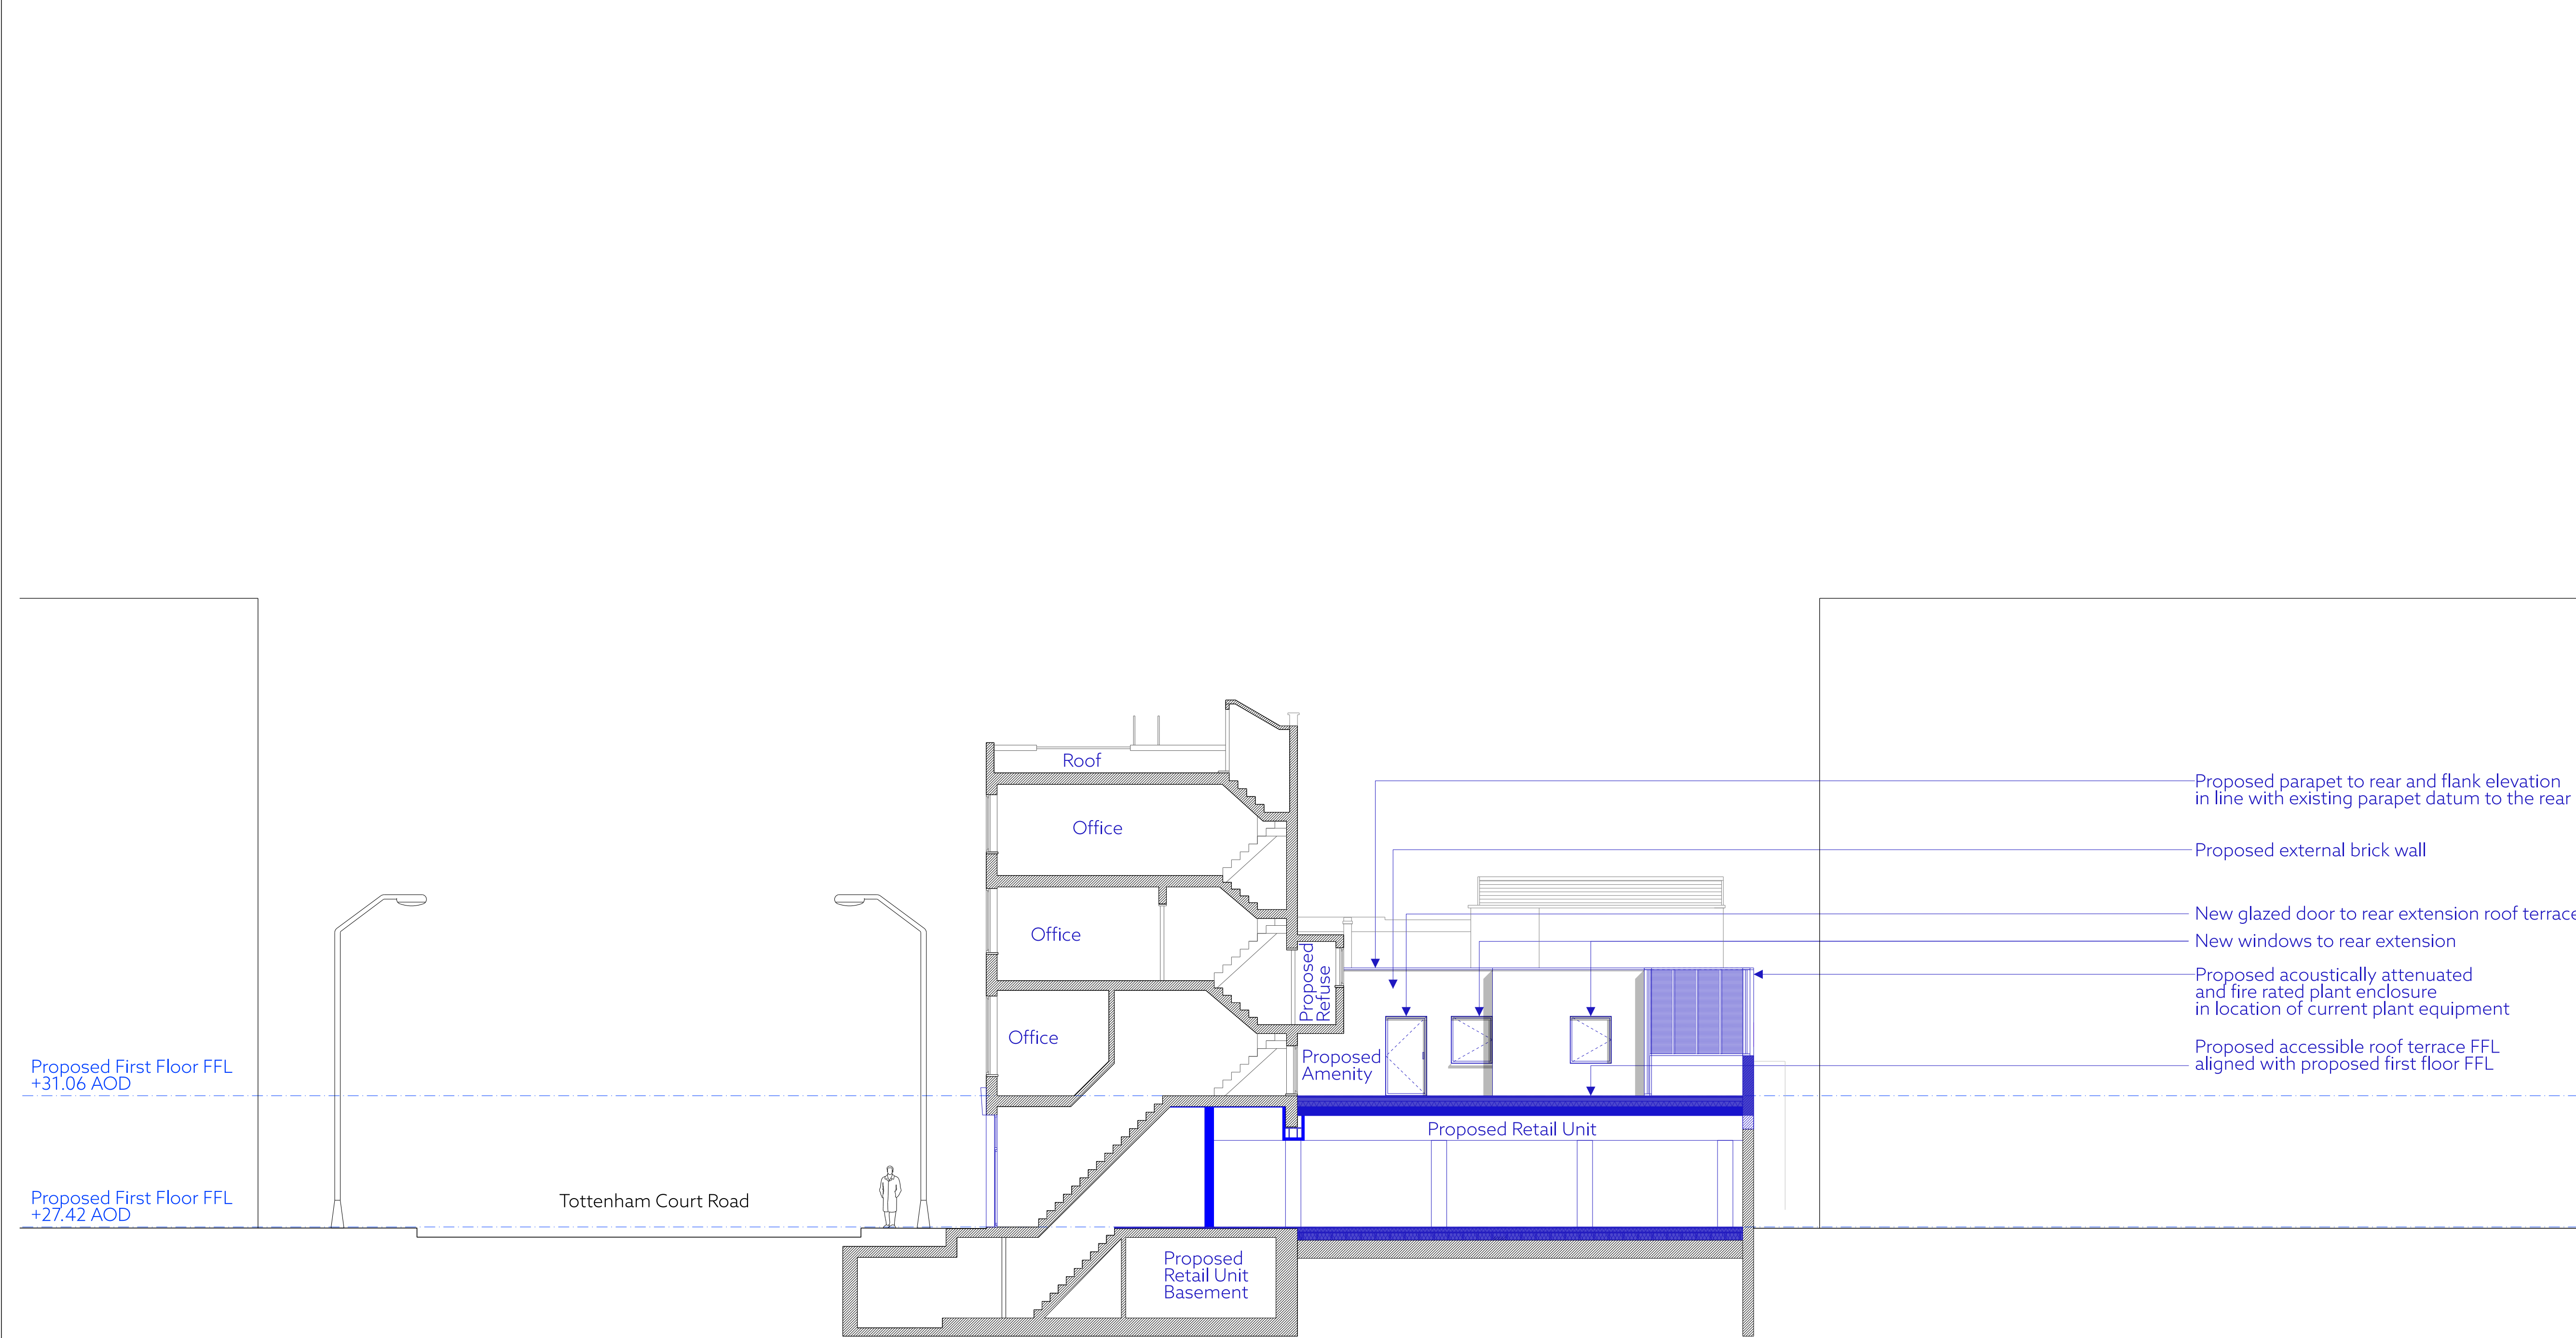 Roof
Proposed parapet to rear and flank elevation
in line with existing parapet datum to the rear
Office
Proposed external brick wall
New glazed door to rear extension roof terrace
Office
New windows to rear extension
Proposed
Refuse
Proposed acoustically attenuated
and fire rated plant enclosure
in location of current plant equipment
Office
Proposed accessible roof terrace FFL
aligned with proposed first floor FFL
Proposed
Amenity
Proposed First Floor FFL
+31.06 AOD
Proposed Retail Unit
Proposed First Floor FFL
+27.42 AOD
Tottenham Court Road
Proposed
Retail Unit
Basement